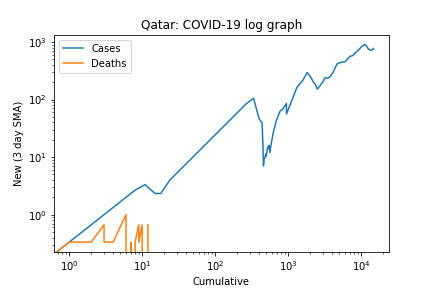 Qatar: COVID-19 log graph
Cases
Deaths
10³
10²
10¹
10⁰
New (3 day SMA)
10⁰ 10¹ 10² 10³ 10⁴
Cumulative